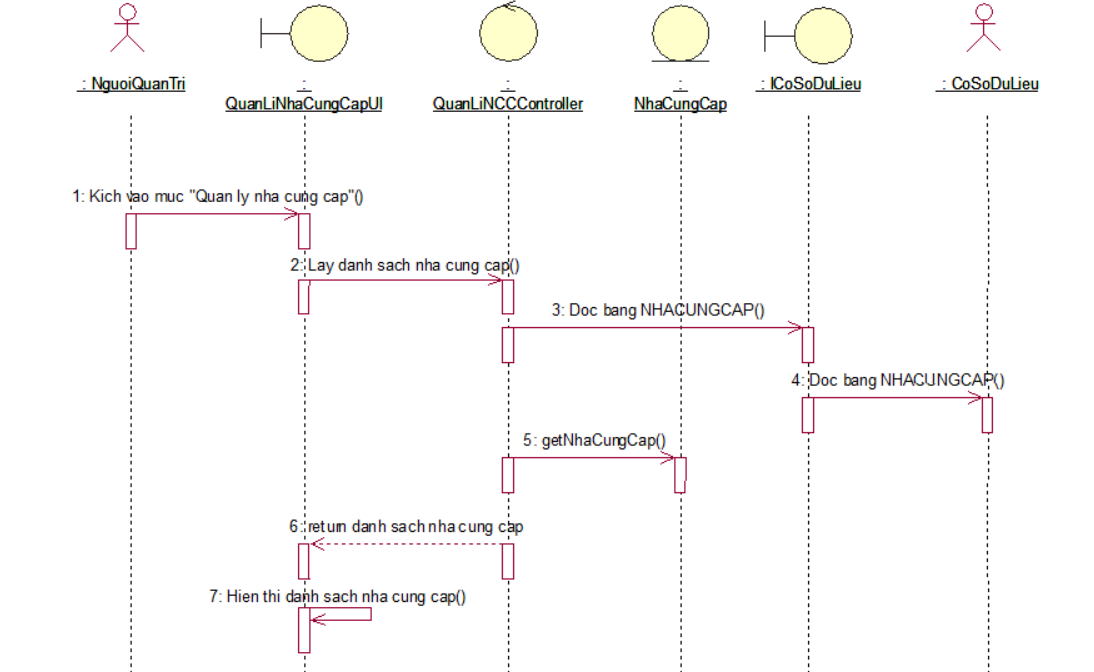 : NguoiQuanTri
:
QuanLiNhaCungCapUI
:
QuanLiNCCController
:
NhaCungCap
: ICoSoDuLieu
: CoSoDuLieu
1: Kich vao muc "Quan ly nha cung cap"()
2: Lay danh sach nha cung cap()
3: Doc bang NHACUNGCAP()
4: Doc bang NHACUNGCAP()
5: getNhaCungCap()
6: return danh sach nha cung cap
7: Hien thi danh sach nha cung cap()